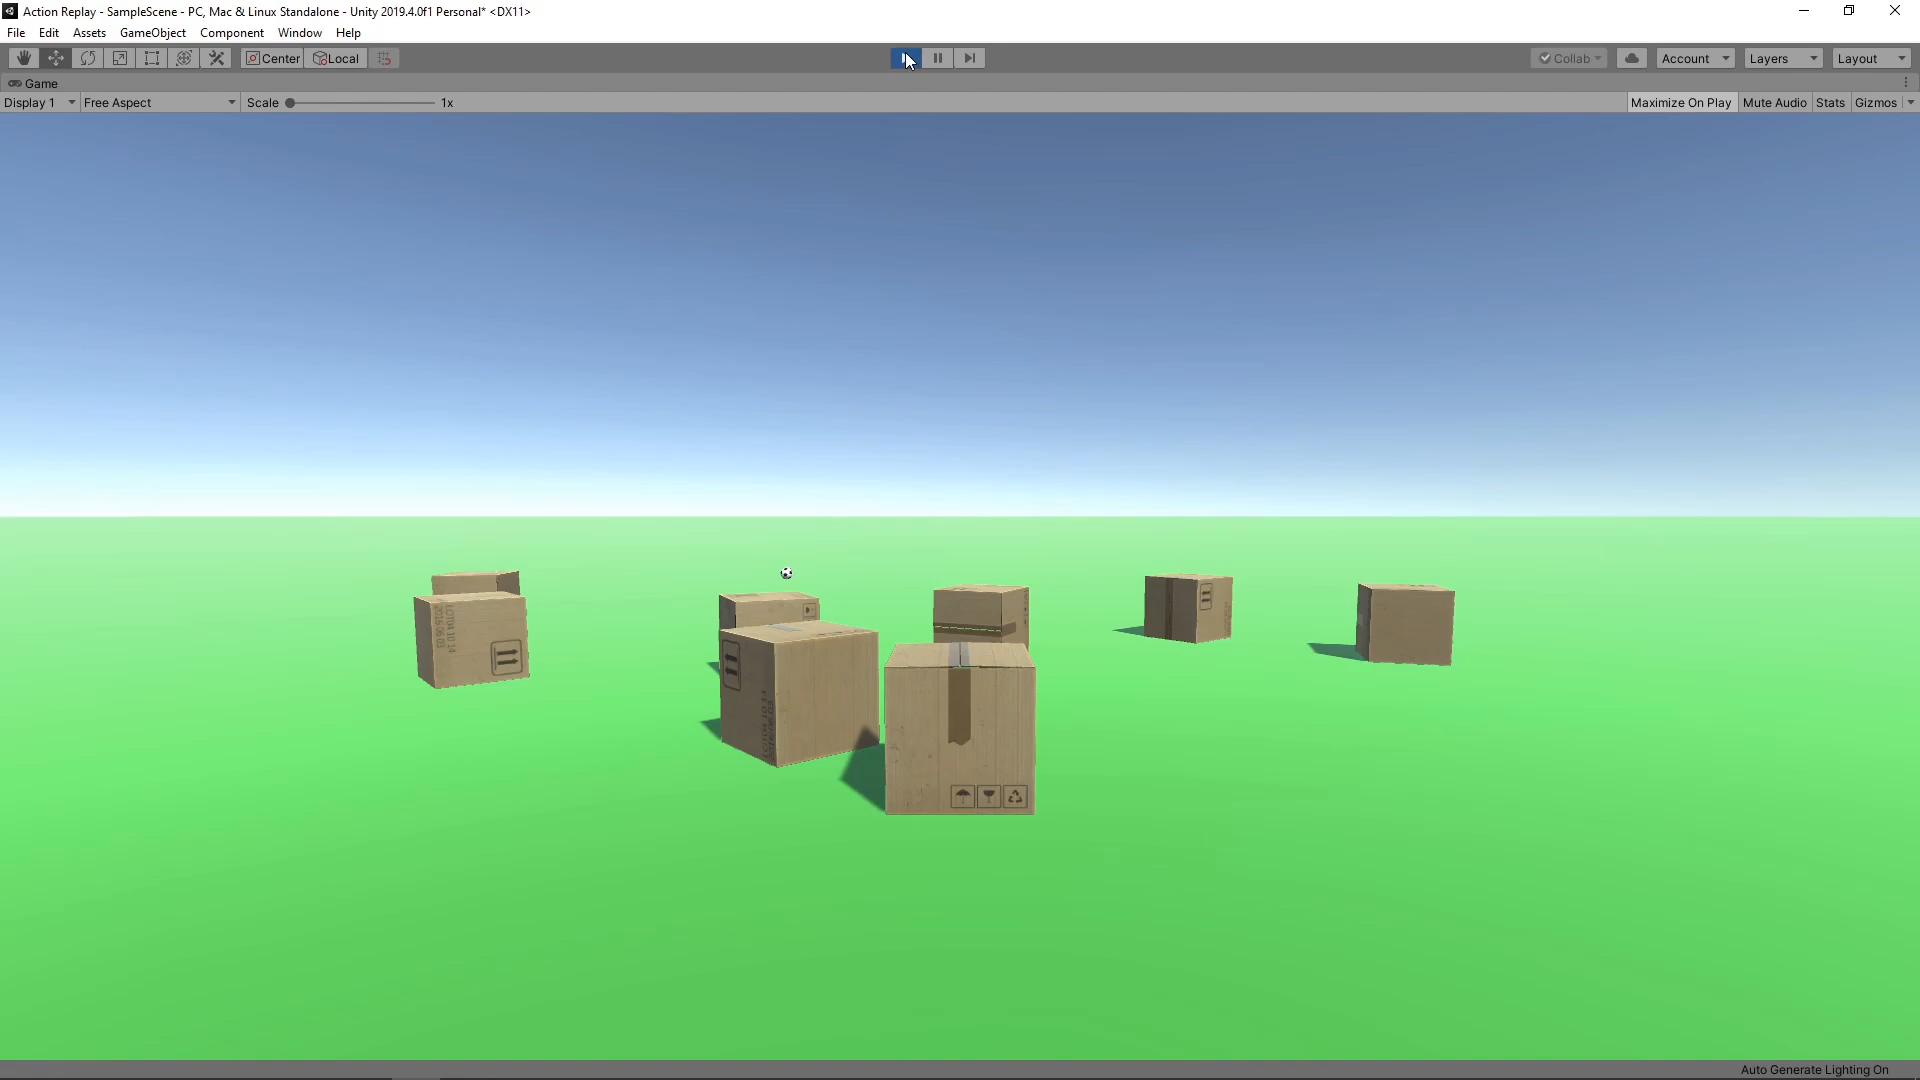 Action Replay - SampleScene - PC, Mac & Linux Standalone - Unity 2019.4.0f1 Personal* <DX11>
File Edit Assets GameObject Component Window Help
Center Local Collab Account Layers Layout
Game
Display 1 Free Aspect Scale 1x Maximize On Play Mute Audio Stats Gizmos
Auto Generate Lighting On